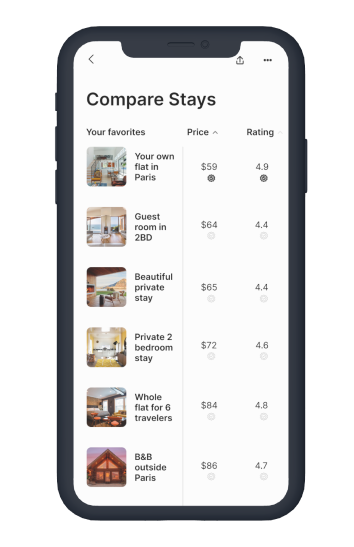 Compare Stays
Your favorites Price Rating
Your own
flat in
Paris
$59 4.9
Guest
room in
2BD
$64 4.4
Beautiful
private
stay
$65 4.4
Private 2
bedroom
stay
$72 4.6
Whole
flat for 6
travelers
$84 4.8
B&B
outside
Paris
$86 4.7